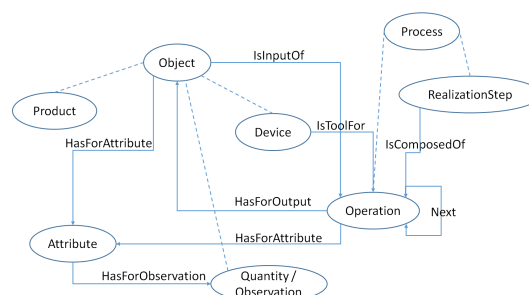 Process
Object
IsInputOf
RealizationStep
Product
Device
IsToolFor
HasForAttribute
IsComposedOf
HasForOutput
Operation
Next
HasForAttribute
Attribute
HasForObservation
Quantity /
Observation